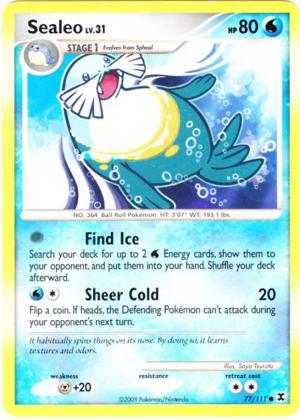 Sealeo LV.31 HP 80
STAGE 1 Evolves from Spheal
NO. 364 Ball Roll Pokémon HT: 3'07" WT: 193.1 lbs.
Find Ice
Search your deck for up to 2 Energy cards, show them to
your opponent, and put them into your hand. Shuffle your deck
afterward.
Sheer Cold 20
Flip a coin. If heads, the Defending Pokémon can't attack during
your opponent's next turn.
It habitually spins things on its nose. By doing so, it learns
textures and odors.
Illus. Saya Tsuruta
weakness resistance retreat cost
+20
©2009 Pokémon/Nintendo 77/111